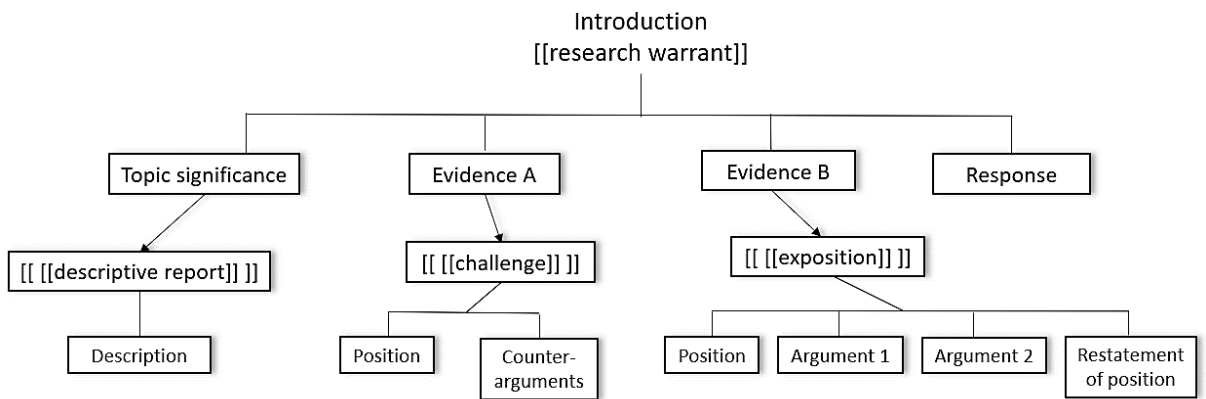 Introduction
[[research warrant]]
Topic significance
Evidence A
Evidence B
Response
[[ [[descriptive report]] ]]
[[ [[challenge]] ]]
[[ [[exposition]] ]]
Description
Position
Counter-
arguments
Position
Argument 1
Argument 2
Restatement
of position